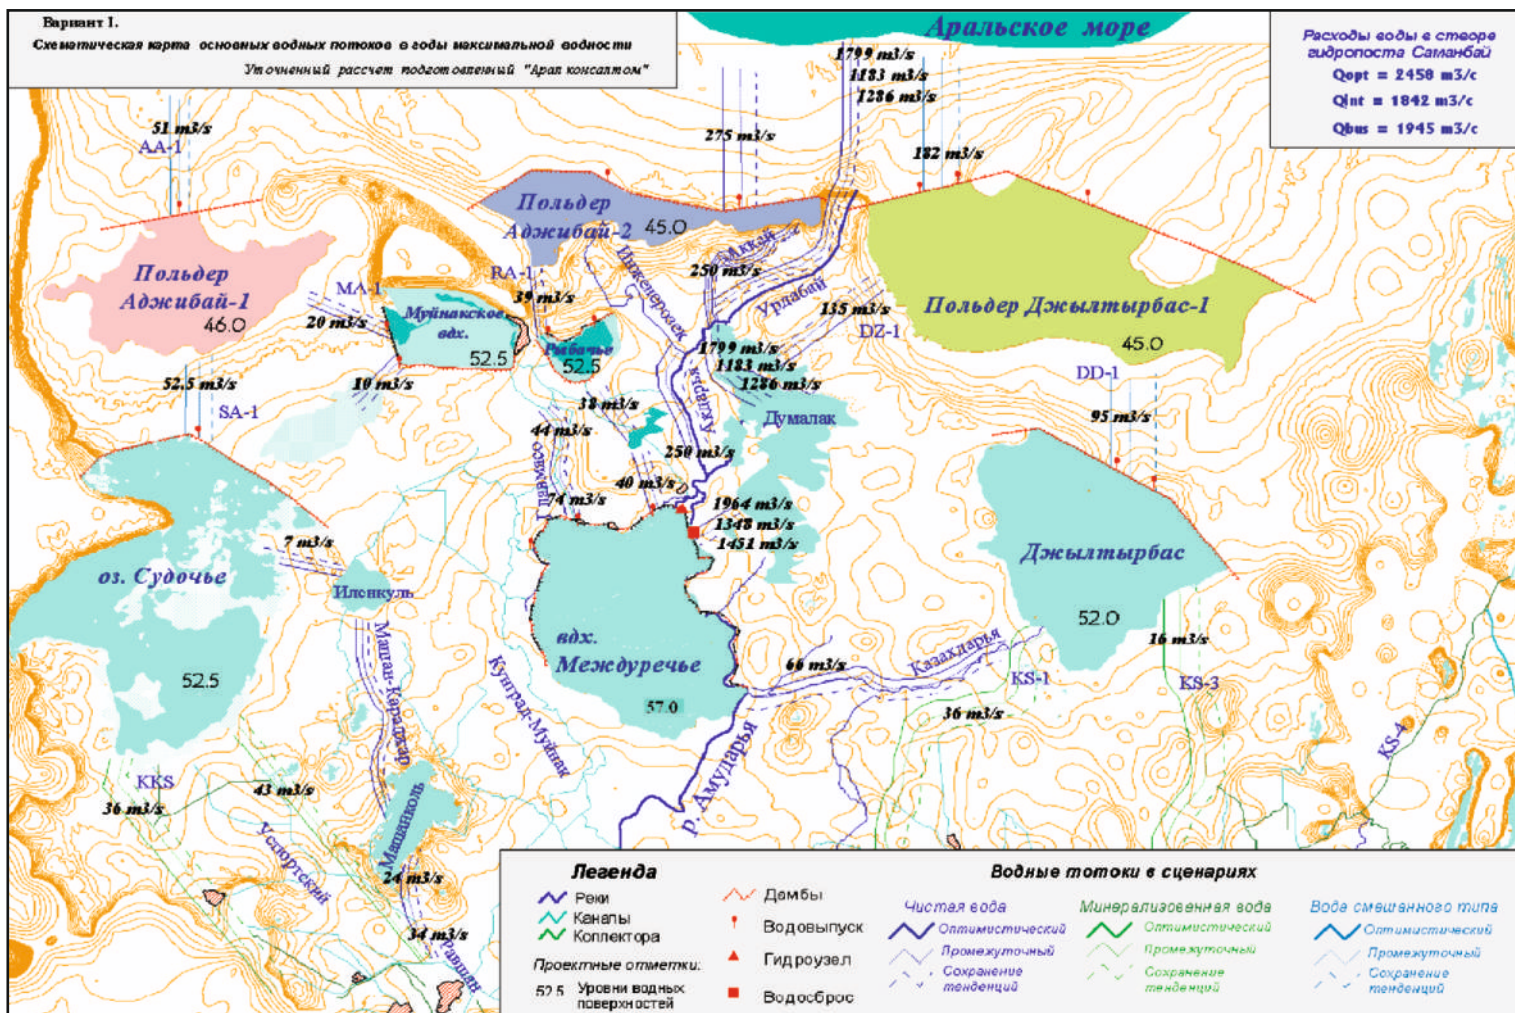 Вариант 1.
Схематическая карта основных водных потоков в годы максимальной водности
Уточненный рассчет подготовленный "Арал консалтом"
Аральское море
Расходы воды в створе
гидропоста Саманбай
Qopt = 2458 m3/c
Qint = 1842 m3/c
Qbus = 1945 m3/c
1799 m3/s
1183 m3/s
1286 m3/s
51 m3/s
AA-1
275 m3/s
182 m3/s
Польдер
Аджибай-2
45.0
Польдер
Аджибай-1
46.0
MA-1
20 m3/s
RA-1
39 m3/s
Инженерозек
Аккай
250 m3/s
Урдабай
135 m3/s
DZ-1
Польдер Джылтырбас-1
45.0
Муйнакское
вдх.
52.5
Рыбачье
52.5
1799 m3/s
1183 m3/s
1286 m3/s
Думалак
Акдарья
52.5 m3/s
SA-1
10 m3/s
38 m3/s
44 m3/s
DD-1
95 m3/s
250 m3/s
40 m3/s
74 m3/s
1964 m3/s
1348 m3/s
1451 m3/s
7 m3/s
оз. Судочье
52.5
Иленкуль
Машан-Караджар
Кунград-Муйнак
вдх.
Междуречье
57.0
Джылтырбас
52.0
66 m3/s
Казахдарья
KS-1
36 m3/s
16 m3/s
KS-3
KS-4
р. Амударья
KKS
36 m3/s
43 m3/s
Устюртский
Машанколь
24 m3/s
34 m3/s
Равшан
Легенда
Реки
Каналы
Коллектора
Проектные отметки:
52.5 Уровни водных
поверхностей
Дамбы
Водовыпуск
Гидроузел
Водосброс
Водные тотоки в сценариях
Чистая вода
Оптимистический
Промежуточный
Сохранение
тенденций
Минерализованная вода
Оптимистический
Промежуточный
Сохранение
тенденций
Вода смешанного типа
Оптимистический
Промежуточный
Сохранение
тенденций